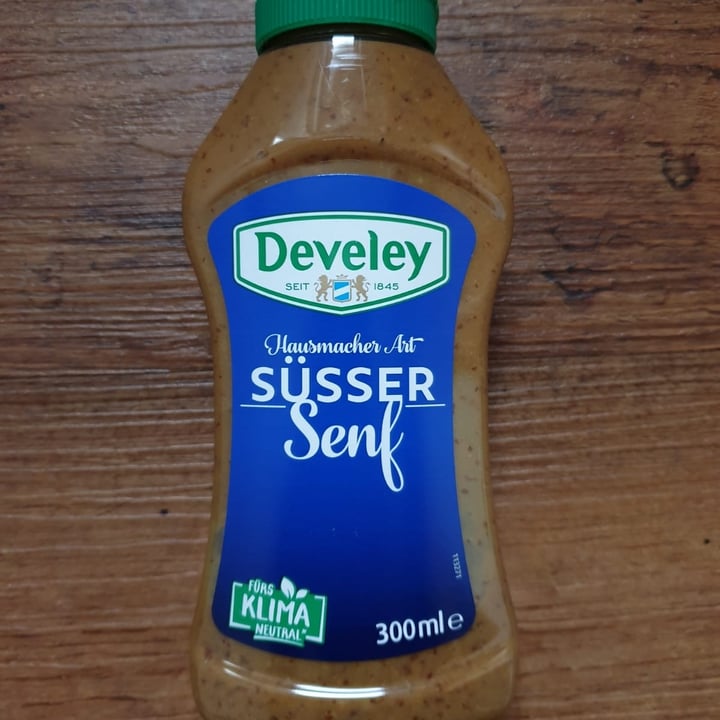 Develey
SEIT 1845
Hausmacher Art
SÜSSER
Senf
FÜRS
KLIMA
NEUTRAL"
300ml e